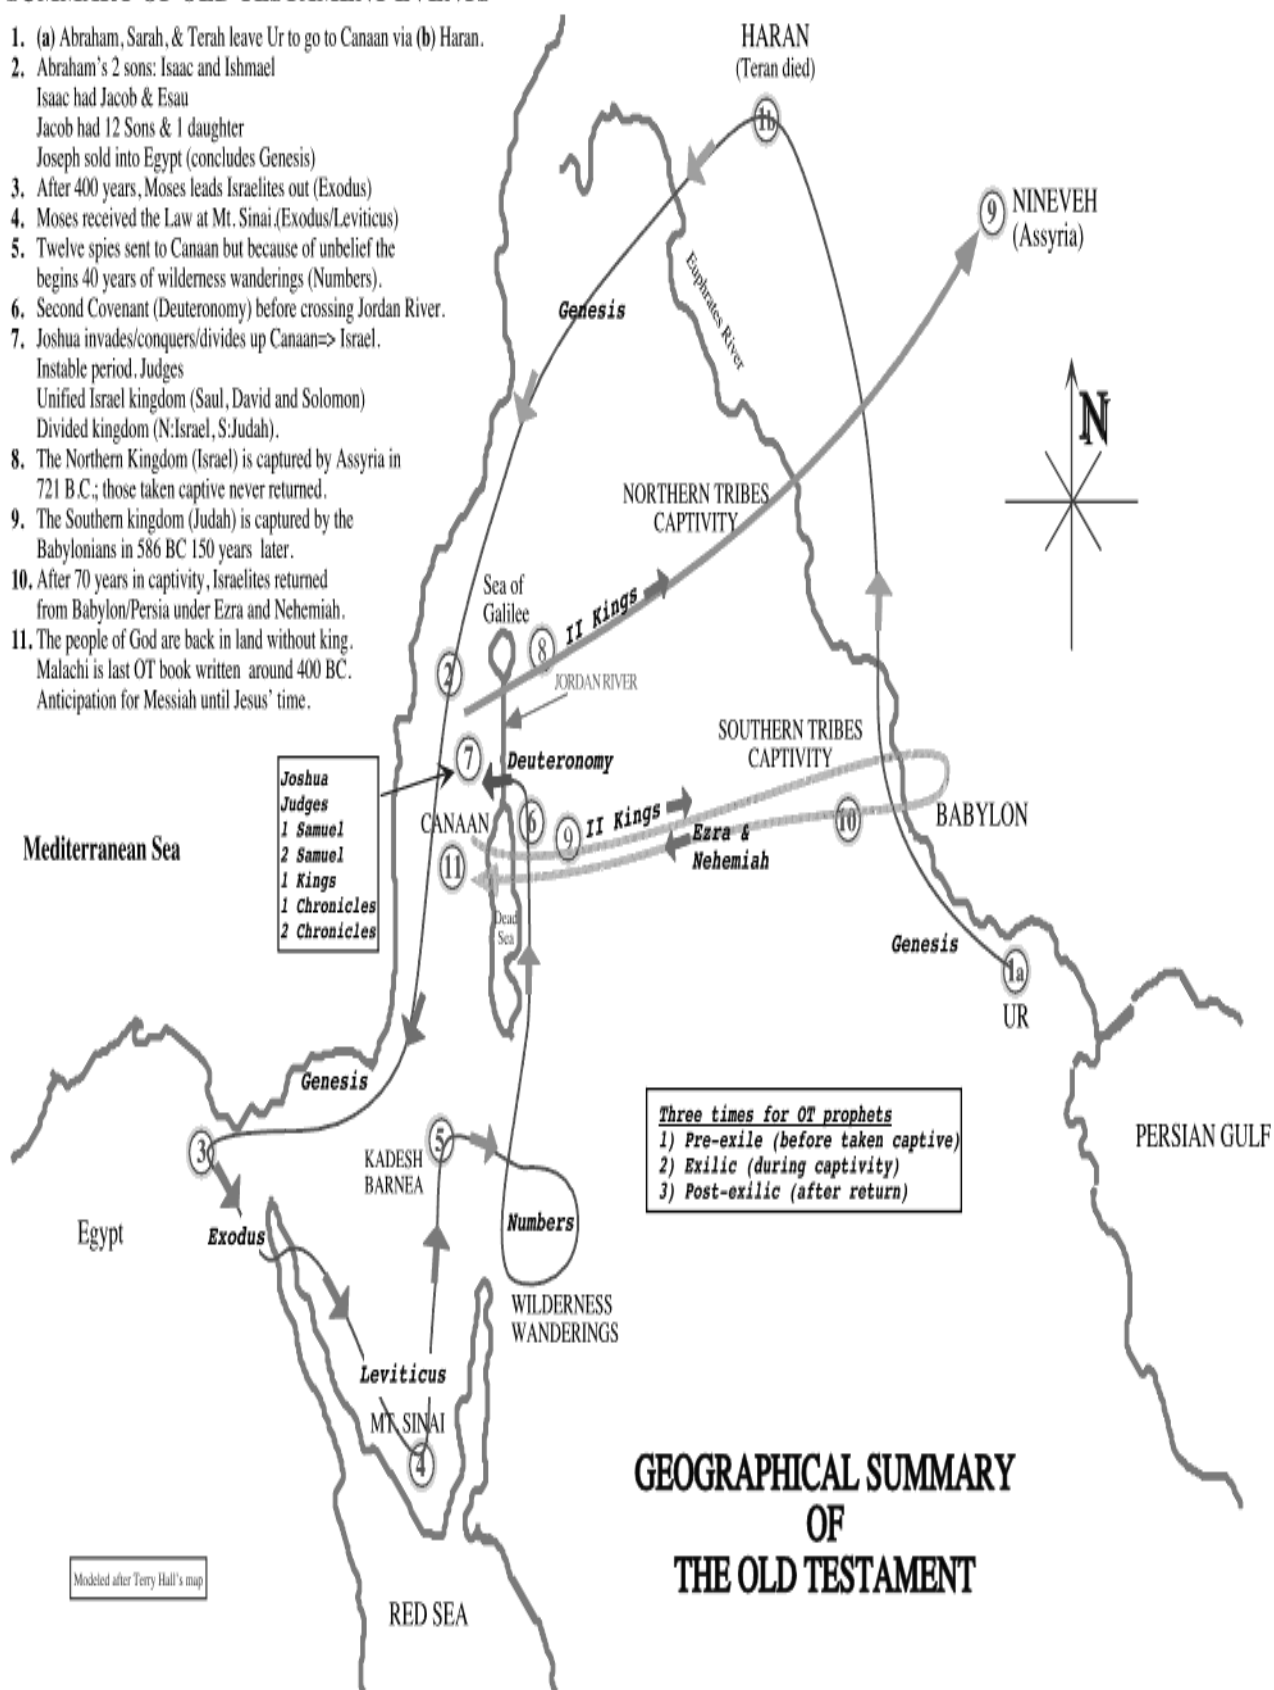 SUMMARY OF OLD TESTAMENT EVENTS
1. (a) Abraham, Sarah, & Terah leave Ur to go to Canaan via (b) Haran.
2. Abraham's 2 sons: Isaac and Ishmael
Isaac had Jacob & Esau
Jacob had 12 Sons & 1 daughter
Joseph sold into Egypt (concludes Genesis)
3. After 400 years, Moses leads Israelites out (Exodus)
4. Moses received the Law at Mt. Sinai.(Exodus/Leviticus)
5. Twelve spies sent to Canaan but because of unbelief the
begins 40 years of wilderness wanderings (Numbers).
6. Second Covenant (Deuteronomy) before crossing Jordan River.
7. Joshua invades/conquers/divides up Canaan=> Israel.
Instable period. Judges
Unified Israel kingdom (Saul, David and Solomon)
Divided kingdom (N:Israel, S:Judah).
8. The Northern Kingdom (Israel) is captured by Assyria in
721 B.C.; those taken captive never returned.
9. The Southern kingdom (Judah) is captured by the
Babylonians in 586 BC 150 years later.
10. After 70 years in captivity, Israelites returned
from Babylon/Persia under Ezra and Nehemiah.
11. The people of God are back in land without king.
Malachi is last OT book written around 400 BC.
Anticipation for Messiah until Jesus' time.
HARAN
(Teran died)
1b
9
NINEVEH
(Assyria)
Euphrates River
Genesis
N
NORTHERN TRIBES
CAPTIVITY
Sea of
Galilee
II Kings
8
2
JORDAN RIVER
SOUTHERN TRIBES
CAPTIVITY
7
Deuteronomy
Joshua
Judges
1 Samuel
2 Samuel
1 Kings
1 Chronicles
2 Chronicles
Mediterranean Sea
CANAAN
6
9
II Kings
10
BABYLON
Ezra &
Nehemiah
11
Dead
Sea
Genesis
1a
UR
Genesis
3
5
KADESH
BARNEA
Three times for OT prophets
1) Pre-exile (before taken captive)
2) Exilic (during captivity)
3) Post-exilic (after return)
PERSIAN GULF
Egypt
Exodus
Numbers
WILDERNESS
WANDERINGS
Leviticus
MT. SINAI
4
GEOGRAPHICAL SUMMARY
OF
THE OLD TESTAMENT
Modeled after Terry Hall's map
RED SEA